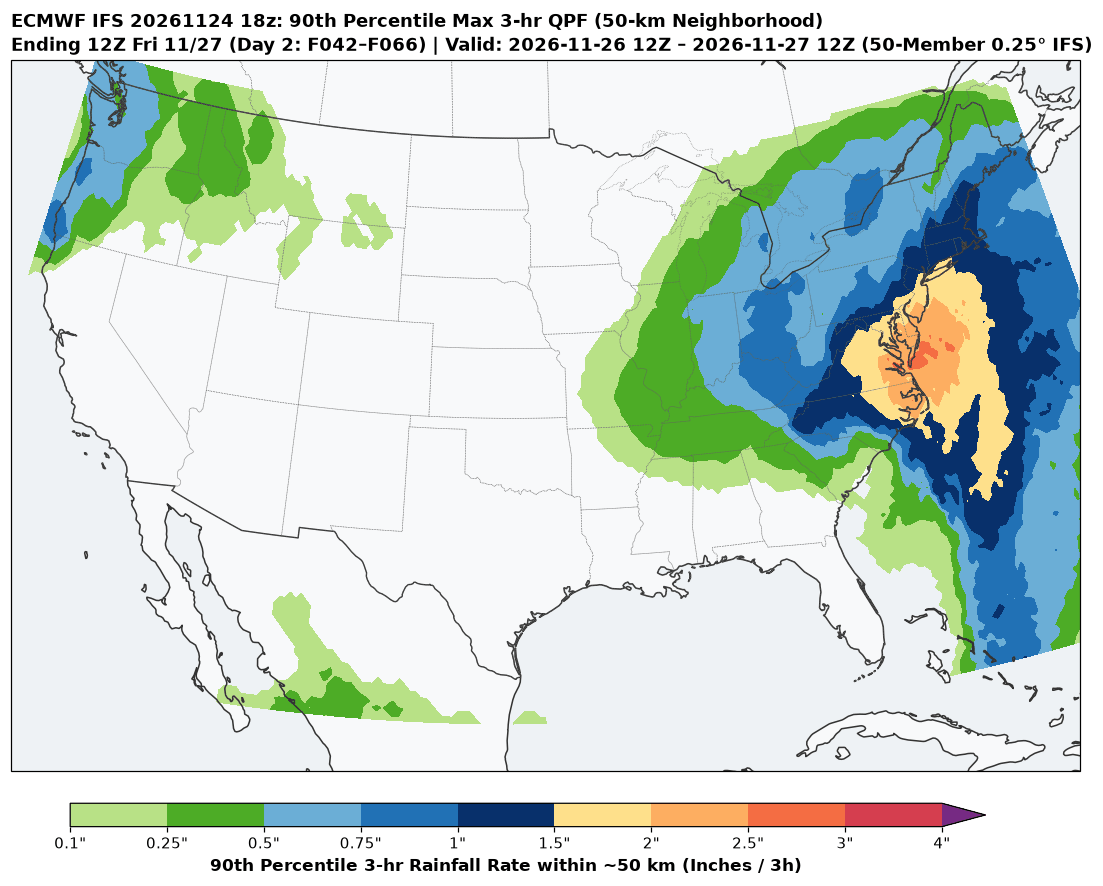 ECMWF IFS 20261124 18z: 90th Percentile Max 3-hr QPF (50-km Neighborhood)
Ending 12Z Fri 11/27 (Day 2: F042–F066) | Valid: 2026-11-26 12Z – 2026-11-27 12Z (50-Member 0.25° IFS)
0.1" 0.25" 0.5" 0.75" 1" 1.5" 2" 2.5" 3" 4"
90th Percentile 3-hr Rainfall Rate within ~50 km (Inches / 3h)